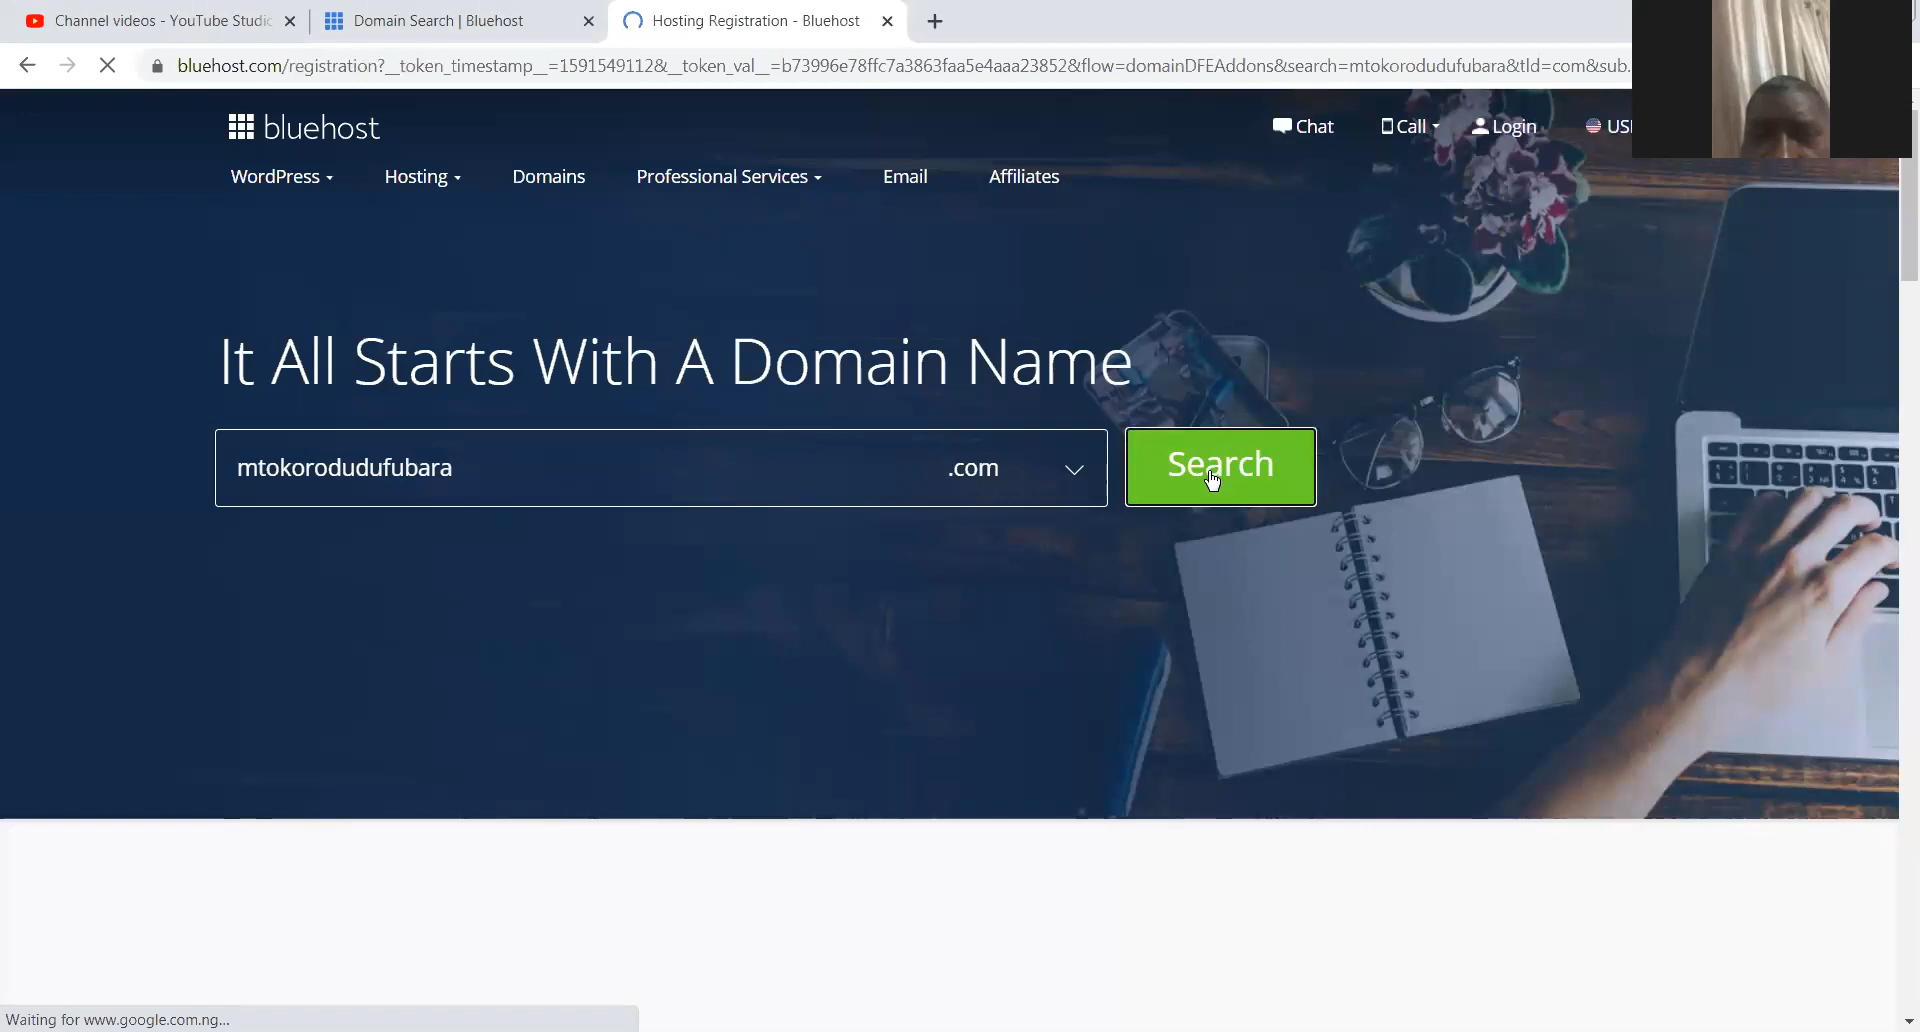 Channel videos - YouTube Studio
Domain Search | Bluehost
Hosting Registration - Bluehost
bluehost.com/registration?__token_timestamp__=1591549112&__token_val__=b73996e78ffc7a3863faa5e4aaa23852&flow=domainDFEAddons&search=mtokorodudufubara&tld=com&sub...
bluehost
Chat
Call
Login
USD
WordPress
Hosting
Domains
Professional Services
Email
Affiliates
It All Starts With A Domain Name
mtokorodudufubara
.com
Search
Waiting for www.google.com.ng...